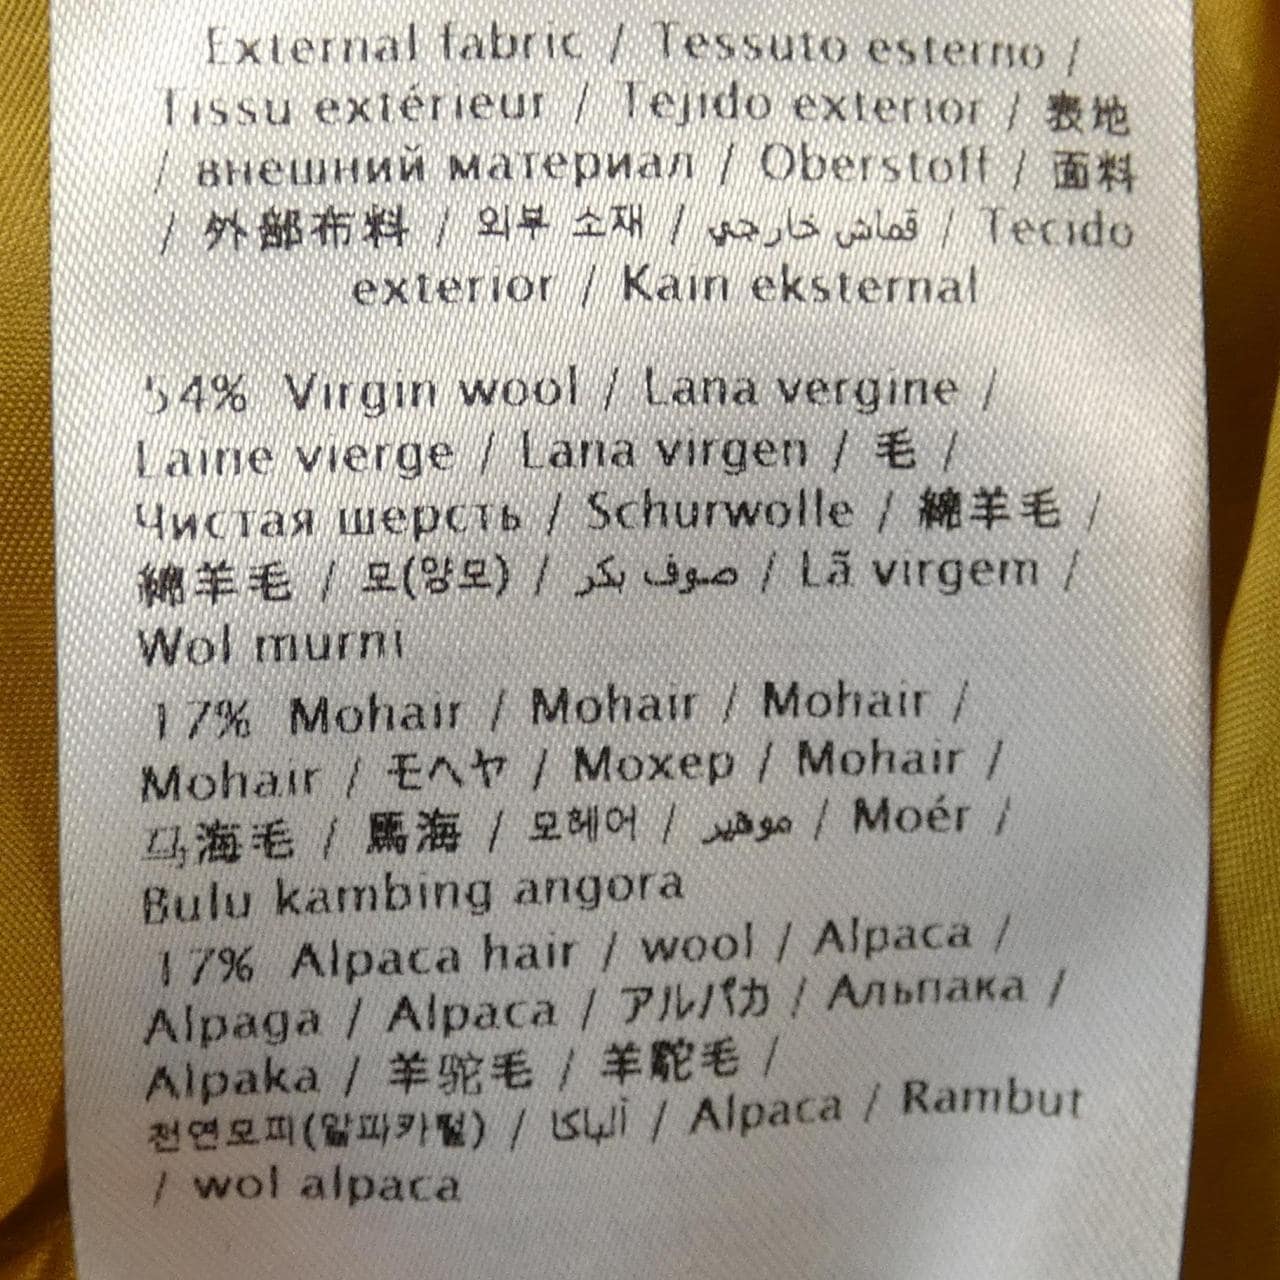 External fabric / Tessuto esterno /
Tissu extérieur / Tejido exterior / 表地
/ внешний материал / Oberstoff / 面料
/ 外部布料 / 외부 소재 / قماش خارجي / Tecido
exterior / Kain eksternal
54% Virgin wool / Lana vergine /
Laine vierge / Lana virgen / 毛 /
Чистая шерсть / Schurwolle / 綿羊毛 /
綿羊毛 / 모(양모) / صوف بكر / Lã virgem /
Wol murni
17% Mohair / Mohair / Mohair /
Mohair / モヘヤ / Мохер / Mohair /
马海毛 / 馬海 / 모헤어 / موهير / Moér /
Bulu kambing angora
17% Alpaca hair / wool / Alpaca /
Alpaga / Alpaca / アルパカ / Альпака /
Alpaka / 羊驼毛 / 羊駝毛 /
천연모피(알파카털) / ألباكا / Alpaca / Rambut
/ wol alpaca